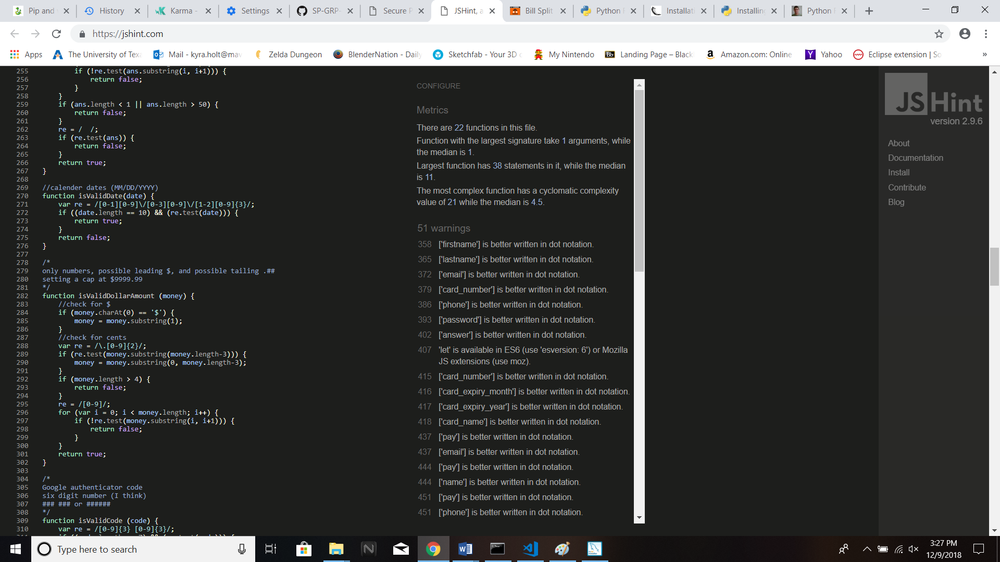 Pip and
History
Karma -
Settings
SP-GRP-
Secure P
JSHint, a
Bill Split
Python F
Installati
Installing
Python
https://jshint.com
Apps
The University of Texa
Mail - kyra.holt@mav
Zelda Dungeon
BlenderNation - Daily
Sketchfab - Your 3D c
My Nintendo
Bb Landing Page – Black
Amazon.com: Online
Yahoo
Eclipse extension | So
»
255 if (!re.test(ans.substring(i, i+1))) {
256 return false;
257 }
258 }
259 if (ans.length < 1 || ans.length > 50) {
260 return false;
261 }
262 re = /  /;
263 if (re.test(ans)) {
264 return false;
265 }
266 return true;
267 }
268
269 //calender dates (MM/DD/YYYY)
270 function isValidDate(date) {
271 var re = /[0-1][0-9]\/[0-3][0-9]\/[1-2][0-9]{3}/;
272 if ((date.length == 10) && (re.test(date))) {
273 return true;
274 }
275 return false;
276 }
277
278 /*
279 only numbers, possible leading $, and possible tailing .##
280 setting a cap at $9999.99
281 */
282 function isValidDollarAmount (money) {
283 //check for $
284 if (money.charAt(0) == '$') {
285 money = money.substring(1);
286 }
287 //check for cents
288 var re = /\.[0-9]{2}/;
289 if (re.test(money.substring(money.length-3))) {
290 money = money.substring(0, money.length-3);
291 }
292 if (money.length > 4) {
293 return false;
294 }
295 re = /[0-9]/;
296 for (var i = 0; i < money.length; i++) {
297 if (!re.test(money.substring(i, i+1))) {
298 return false;
299 }
300 }
301 return true;
302 }
303
304 /*
305 Google authenticator code
306 six digit number (I think)
307 ### ### or ######
308 */
309 function isValidCode (code) {
310 var re = /[0-9]{3} [0-9]{3}/;
CONFIGURE
Metrics
There are 22 functions in this file.
Function with the largest signature take 1 arguments, while
the median is 1.
Largest function has 38 statements in it, while the median
is 11.
The most complex function has a cyclomatic complexity
value of 21 while the median is 4.5.
51 warnings
358 ['firstname'] is better written in dot notation.
365 ['lastname'] is better written in dot notation.
372 ['email'] is better written in dot notation.
379 ['card_number'] is better written in dot notation.
386 ['phone'] is better written in dot notation.
393 ['password'] is better written in dot notation.
402 ['answer'] is better written in dot notation.
407 'let' is available in ES6 (use 'esversion: 6') or Mozilla
JS extensions (use moz).
415 ['card_number'] is better written in dot notation.
416 ['card_expiry_month'] is better written in dot notation.
417 ['card_expiry_year'] is better written in dot notation.
418 ['card_name'] is better written in dot notation.
437 ['pay'] is better written in dot notation.
437 ['email'] is better written in dot notation.
444 ['pay'] is better written in dot notation.
444 ['name'] is better written in dot notation.
451 ['pay'] is better written in dot notation.
451 ['phone'] is better written in dot notation.
JSHint
version 2.9.6
About
Documentation
Install
Contribute
Blog
Type here to search
3:27 PM
12/9/2018